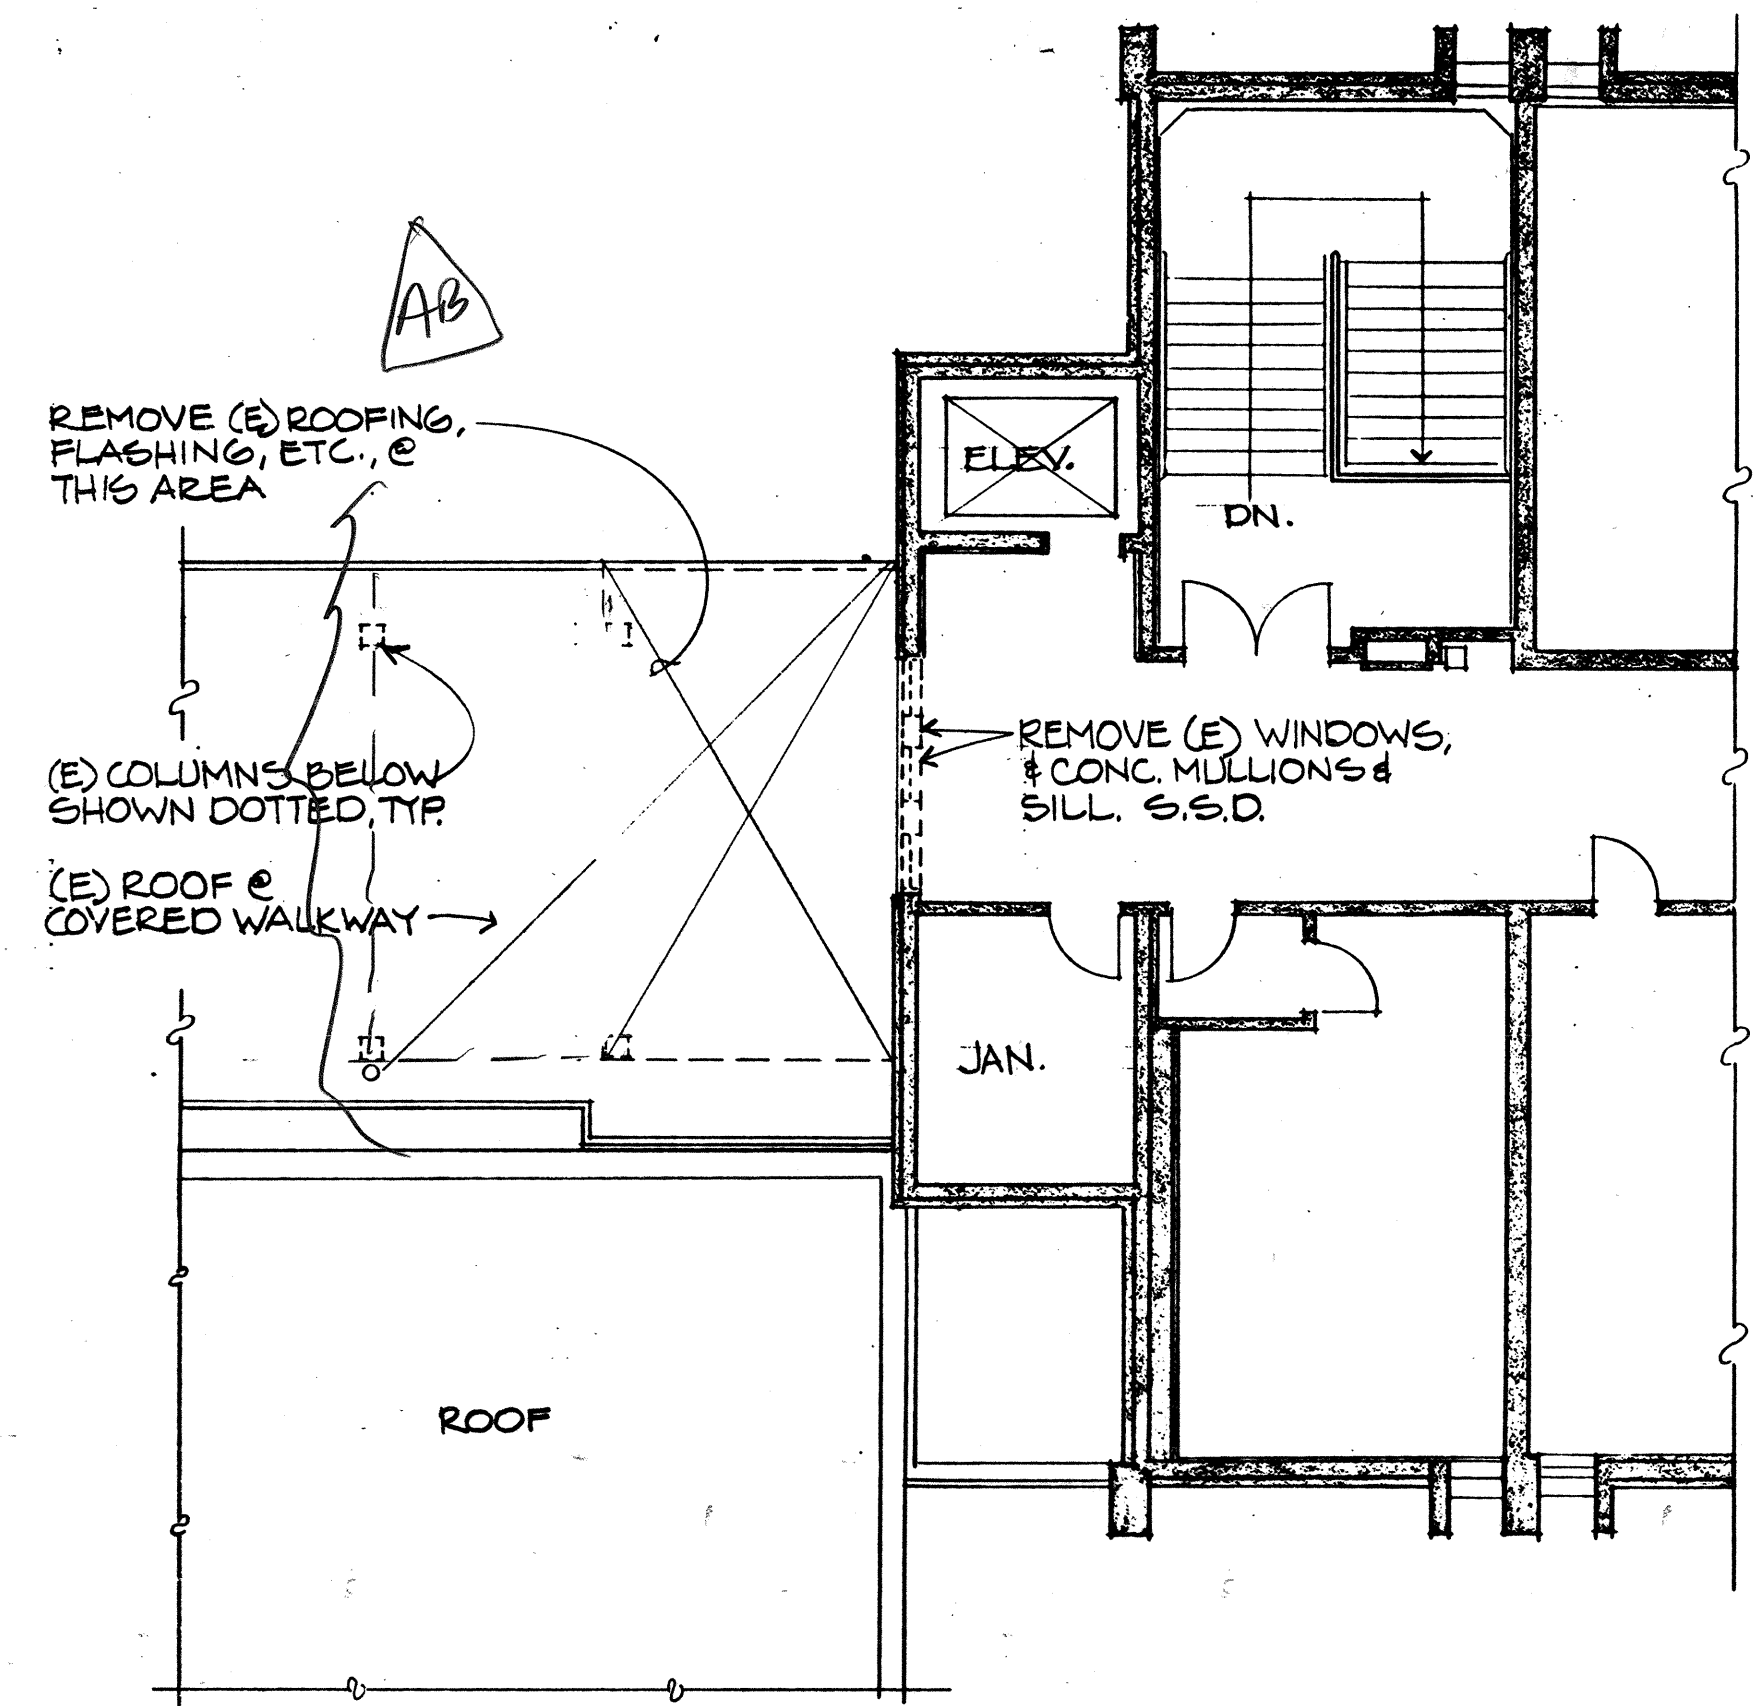 AB
REMOVE (E) ROOFING,
FLASHING, ETC., @
THIS AREA
ELEV.
DN.
(E) COLUMNS BELOW
SHOWN DOTTED, TYP.
REMOVE (E) WINDOWS,
& CONC. MULLIONS &
SILL. S.S.D.
(E) ROOF @
COVERED WALKWAY
JAN.
ROOF